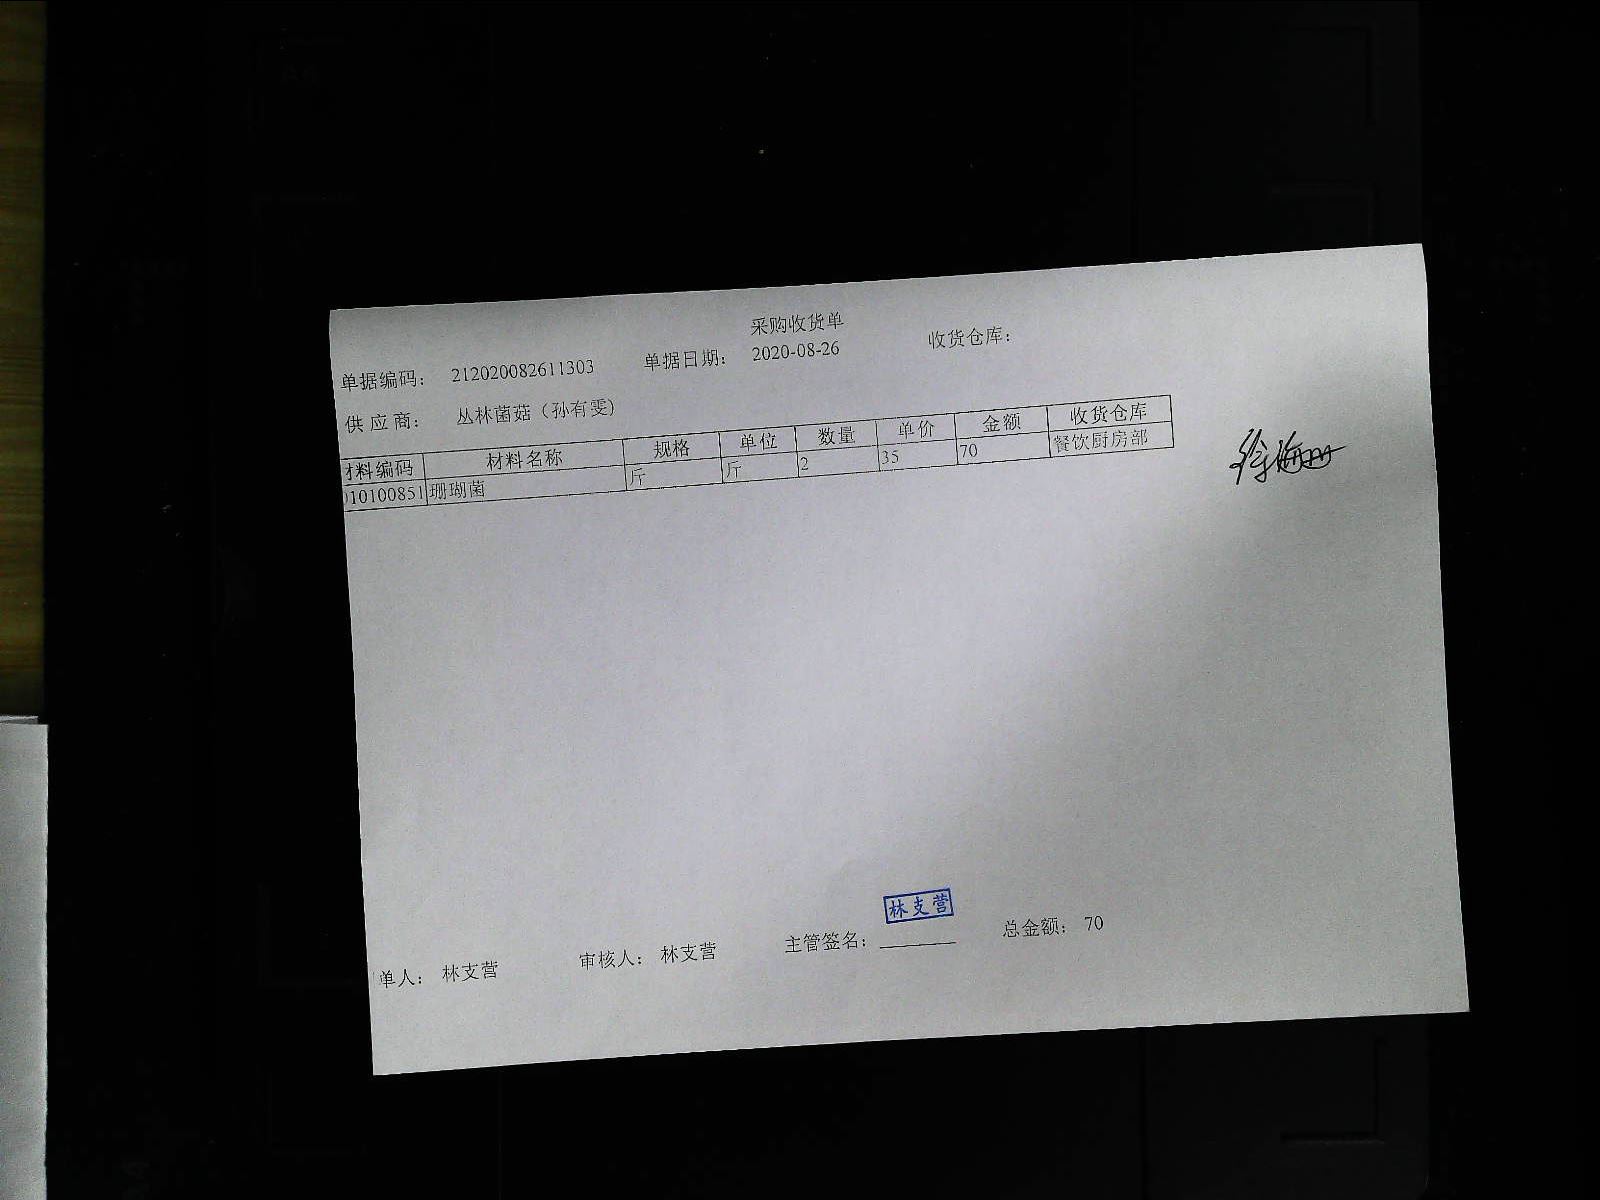 采购收货单
单据编码： 212020082611303 单据日期： 2020-08-26 收货仓库：
供应商： 丛林菌菇（孙有雯)
材料编码 材料名称 规格 单位 数量 单价 金额 收货仓库
010100851 珊瑚菌 斤 斤 2 35 70 餐饮厨房部
林支营
单人： 林支营 审核人： 林支营 主管签名： 总金额： 70